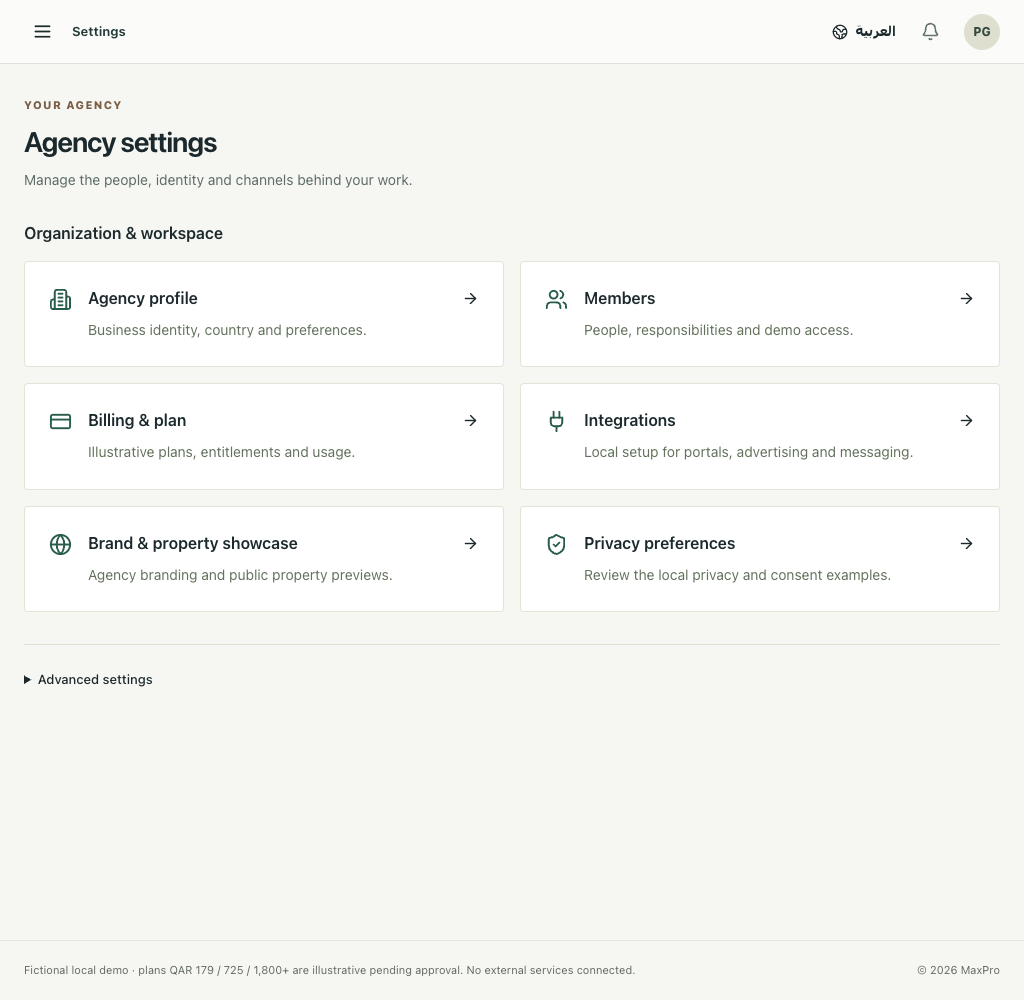 Settings
العربية
PG
YOUR AGENCY
Agency settings
Manage the people, identity and channels behind your work.
Organization & workspace
Agency profile
Business identity, country and preferences.
Members
People, responsibilities and demo access.
Billing & plan
Illustrative plans, entitlements and usage.
Integrations
Local setup for portals, advertising and messaging.
Brand & property showcase
Agency branding and public property previews.
Privacy preferences
Review the local privacy and consent examples.
Advanced settings
Fictional local demo · plans QAR 179 / 725 / 1,800+ are illustrative pending approval. No external services connected.
© 2026 MaxPro